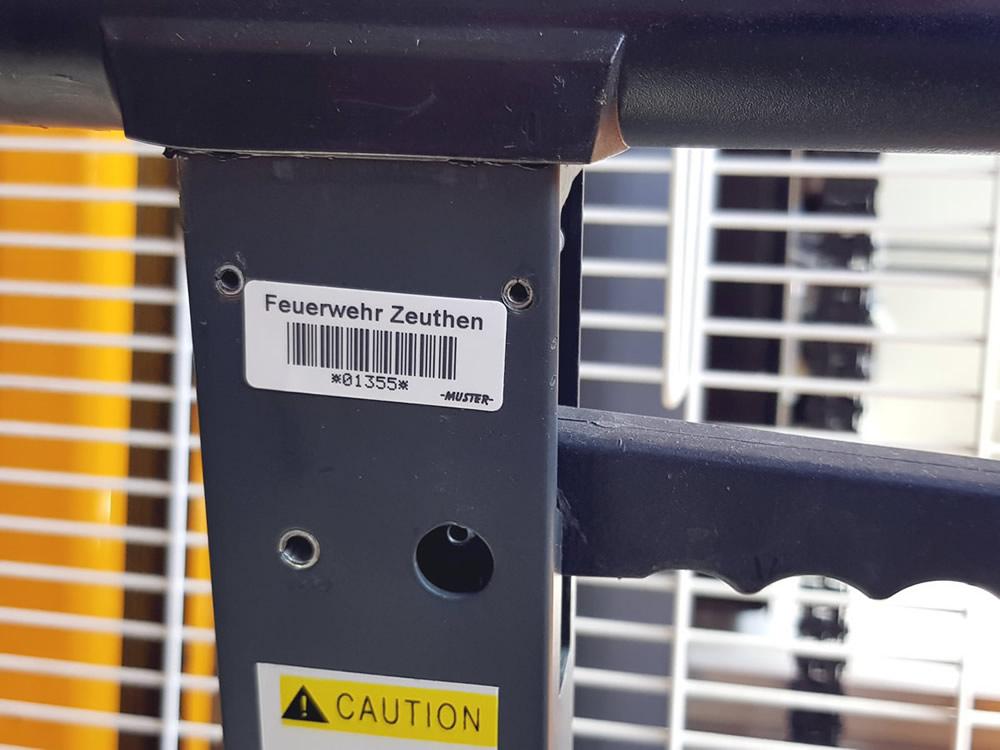 Feuerwehr Zeuthen
*01355*
-MUSTER-
CAUTION